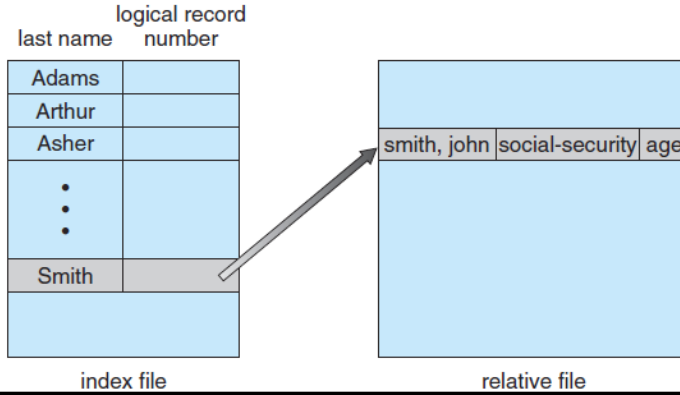 logical record
last name number
Adams
Arthur
Asher
Smith
smith, john social-security age
index file
relative file